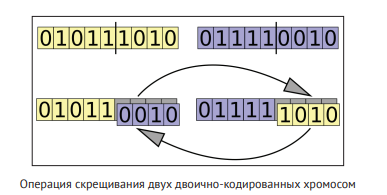 010111010 011110010
01011 0010 01111 1010
Операция скрещивания двух двоично-кодированных хромосом